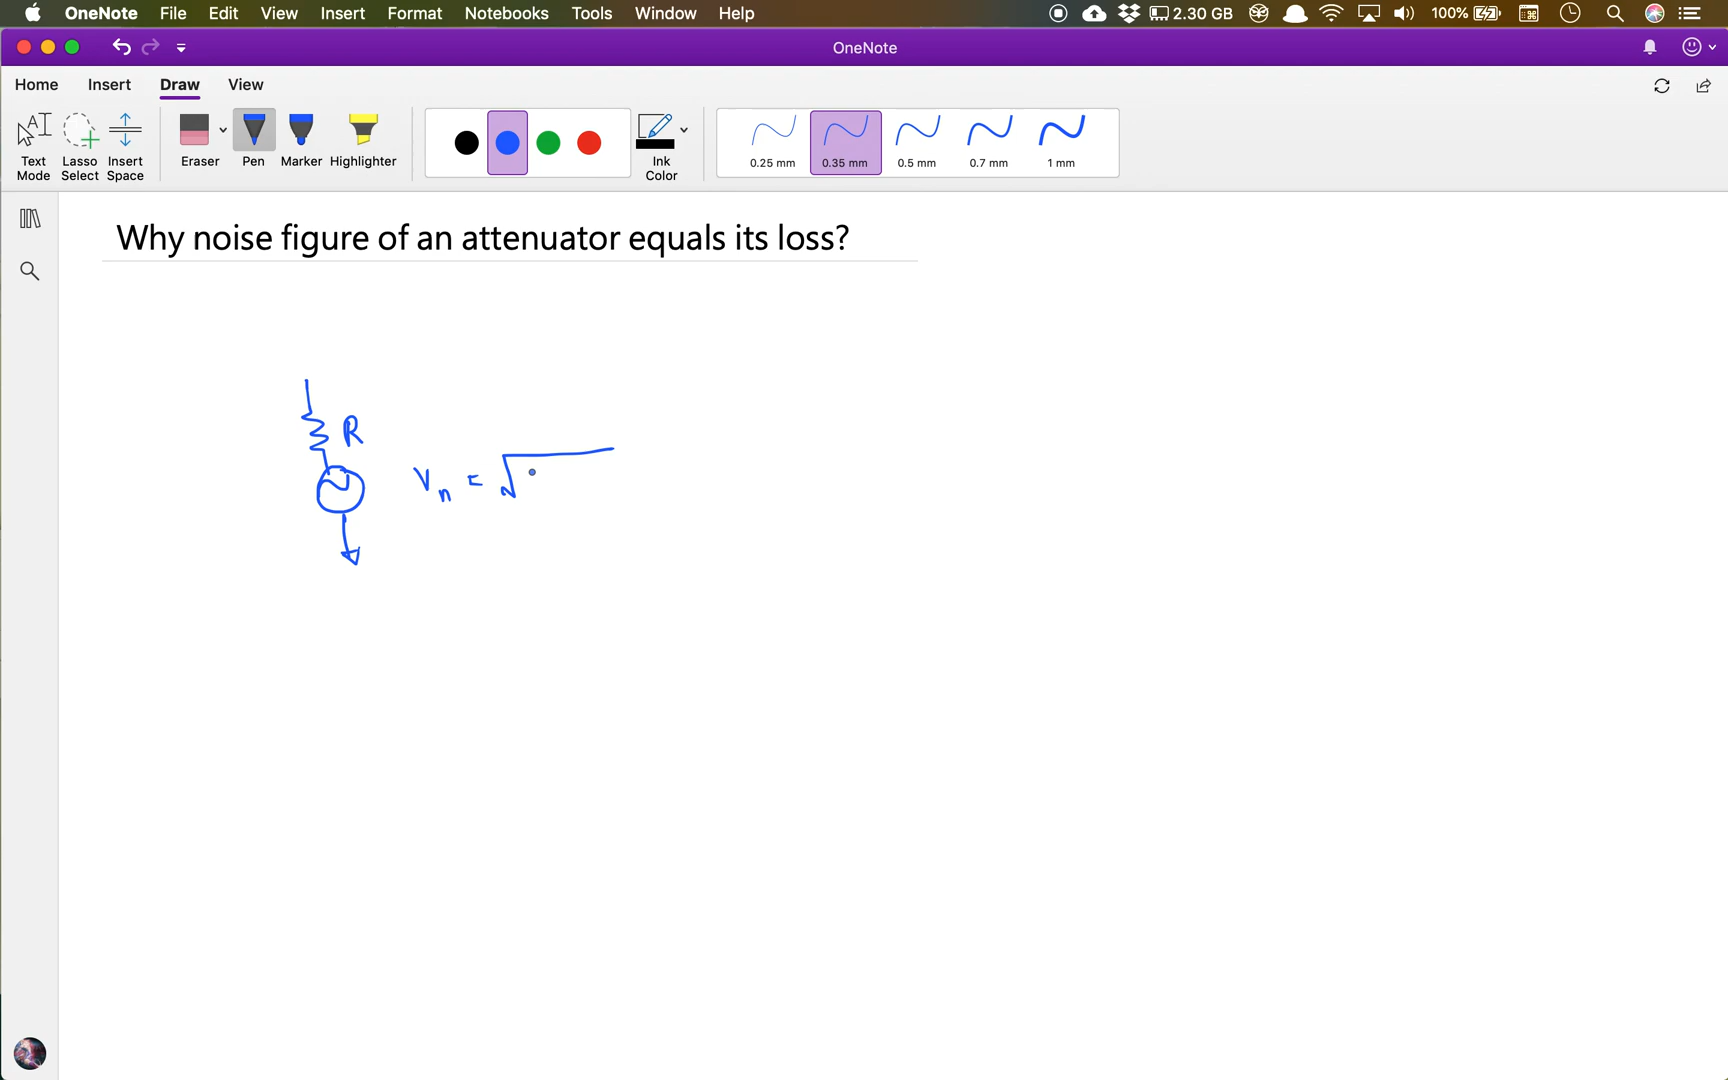 OneNote File Edit View Insert Format Notebooks Tools Window Help 2.30 GB 100%
OneNote
Home Insert Draw View
Text Mode Lasso Select Insert Space Eraser Pen Marker Highlighter Ink Color 0.25 mm 0.35 mm 0.5 mm 0.7 mm 1 mm
Why noise figure of an attenuator equals its loss?
R
Vn = √